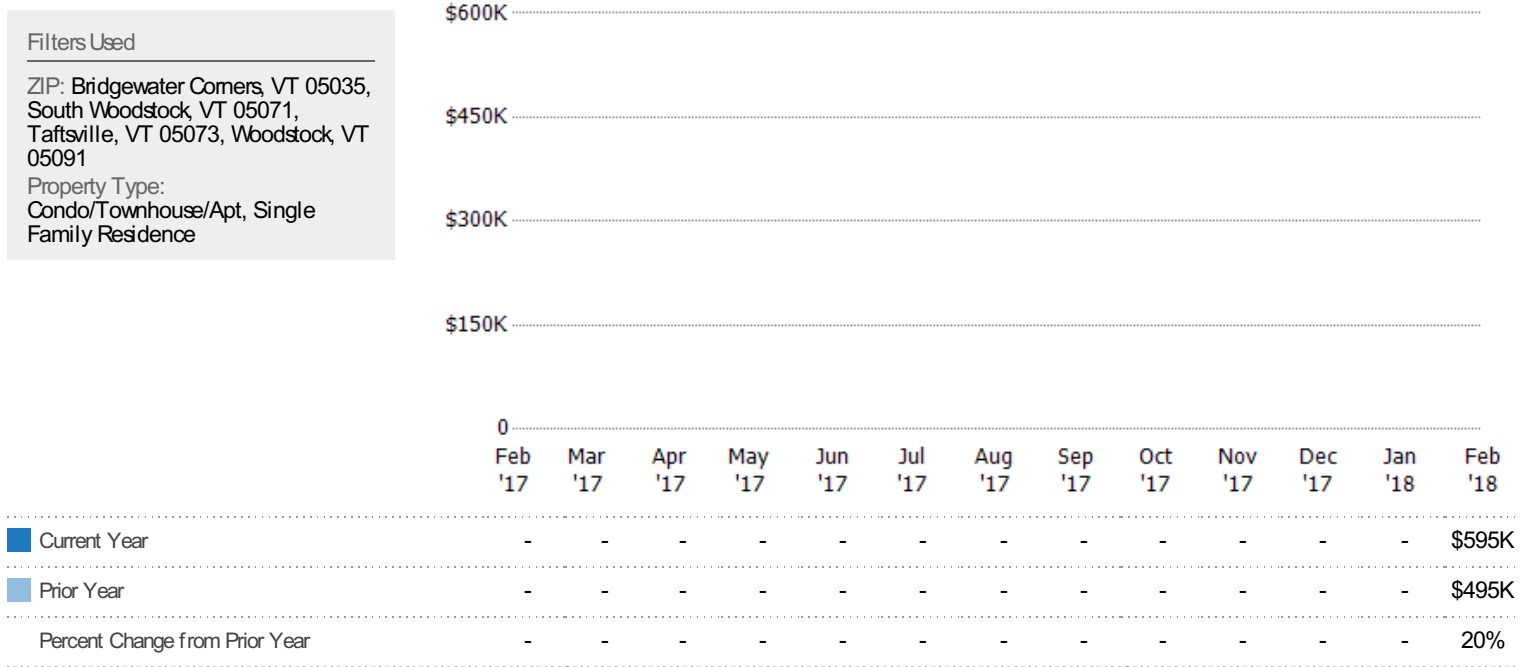 Filters Used
ZIP: Bridgewater Corners, VT 05035,
South Woodstock, VT 05071,
Taftsville, VT 05073, Woodstock, VT
05091
Property Type:
Condo/Townhouse/Apt, Single
Family Residence
$600K
$450K
$300K
$150K
0
Feb Mar Apr May Jun Jul Aug Sep Oct Nov Dec Jan Feb
'17 '17 '17 '17 '17 '17 '17 '17 '17 '17 '17 '18 '18
Current Year - - - - - - - - - - - - $595K
Prior Year - - - - - - - - - - - - $495K
Percent Change from Prior Year - - - - - - - - - - - - 20%